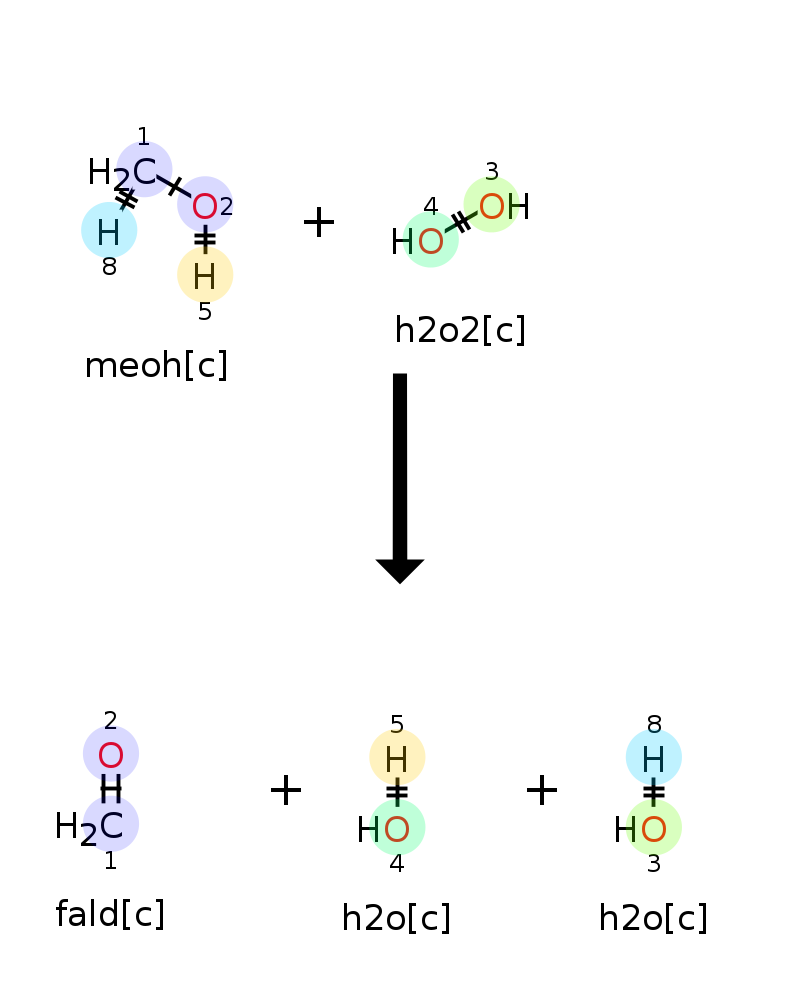 1
H2C
O2
H
8
H
5
meoh[c]
+
3
4
OH
HO
h2o2[c]
2
O
H2C
1
fald[c]
+
5
H
HO
4
h2o[c]
+
8
H
HO
3
h2o[c]